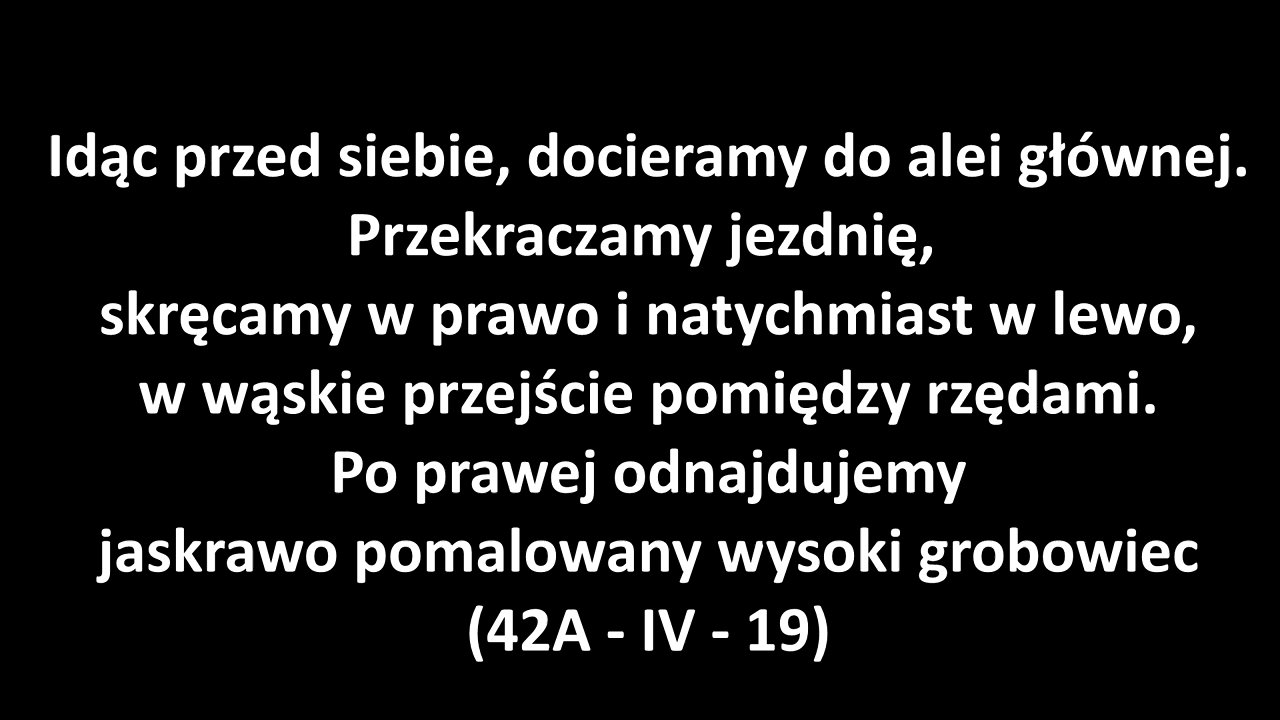 Idąc przed siebie, docieramy do alei głównej.
Przekraczamy jezdnię,
skręcamy w prawo i natychmiast w lewo,
w wąskie przejście pomiędzy rzędami.
Po prawej odnajdujemy
jaskrawo pomalowany wysoki grobowiec
(42A - IV - 19)